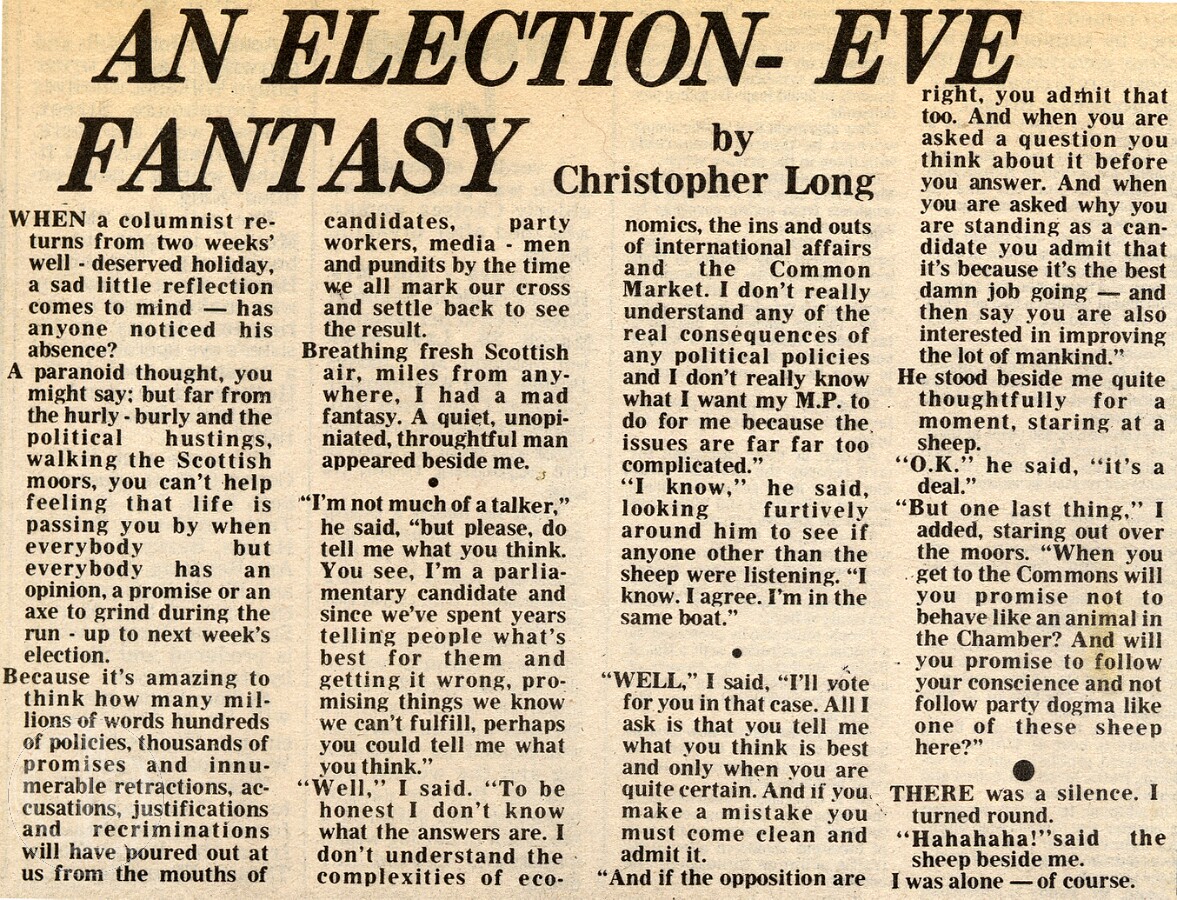 AN ELECTION- EVE
FANTASY
by
Christopher Long
WHEN a columnist re-
turns from two weeks'
well - deserved holiday,
a sad little reflection
comes to mind — has
anyone noticed his
absence?
A paranoid thought, you
might say; but far from
the hurly - burly and the
political hustings,
walking the Scottish
moors, you can't help
feeling that life is
passing you by when
everybody but
everybody has an
opinion, a promise or an
axe to grind during the
run - up to next week's
election.
Because it's amazing to
think how many mil-
lions of words hundreds
of policies, thousands of
promises and innu-
merable retractions, ac-
cusations, justifications
and recriminations
will have poured out at
us from the mouths of
candidates, party
workers, media - men
and pundits by the time
we all mark our cross
and settle back to see
the result.
Breathing fresh Scottish
air, miles from any-
where, I had a mad
fantasy. A quiet, unopi-
niated, throughtful man
appeared beside me.
●
“I'm not much of a talker,”
he said, “but please, do
tell me what you think.
You see, I'm a parlia-
mentary candidate and
since we've spent years
telling people what's
best for them and
getting it wrong, pro-
mising things we know
we can't fulfill, perhaps
you could tell me what
you think.”
“Well,” I said. “To be
honest I don't know
what the answers are. I
don't understand the
complexities of eco-
nomics, the ins and outs
of international affairs
and the Common
Market. I don't really
understand any of the
real consequences of
any political policies
and I don't really know
what I want my M.P. to
do for me because the
issues are far far too
complicated.”
“I know,” he said,
looking furtively
around him to see if
anyone other than the
sheep were listening. “I
know. I agree. I'm in the
same boat.”
●
“WELL,” I said, “I'll vote
for you in that case. All I
ask is that you tell me
what you think is best
and only when you are
quite certain. And if you
make a mistake you
must come clean and
admit it.
“And if the opposition are
right, you admit that
too. And when you are
asked a question you
think about it before
you answer. And when
you are asked why you
are standing as a can-
didate you admit that
it's because it's the best
damn job going — and
then say you are also
interested in improving
the lot of mankind.”
He stood beside me quite
thoughtfully for a
moment, staring at a
sheep.
“O.K.” he said, “it's a
deal.”
“But one last thing,” I
added, staring out over
the moors. “When you
get to the Commons will
you promise not to
behave like an animal in
the Chamber? And will
you promise to follow
your conscience and not
follow party dogma like
one of these sheep
here?”
●
THERE was a silence. I
turned round.
“Hahahaha!”said the
sheep beside me.
I was alone — of course.